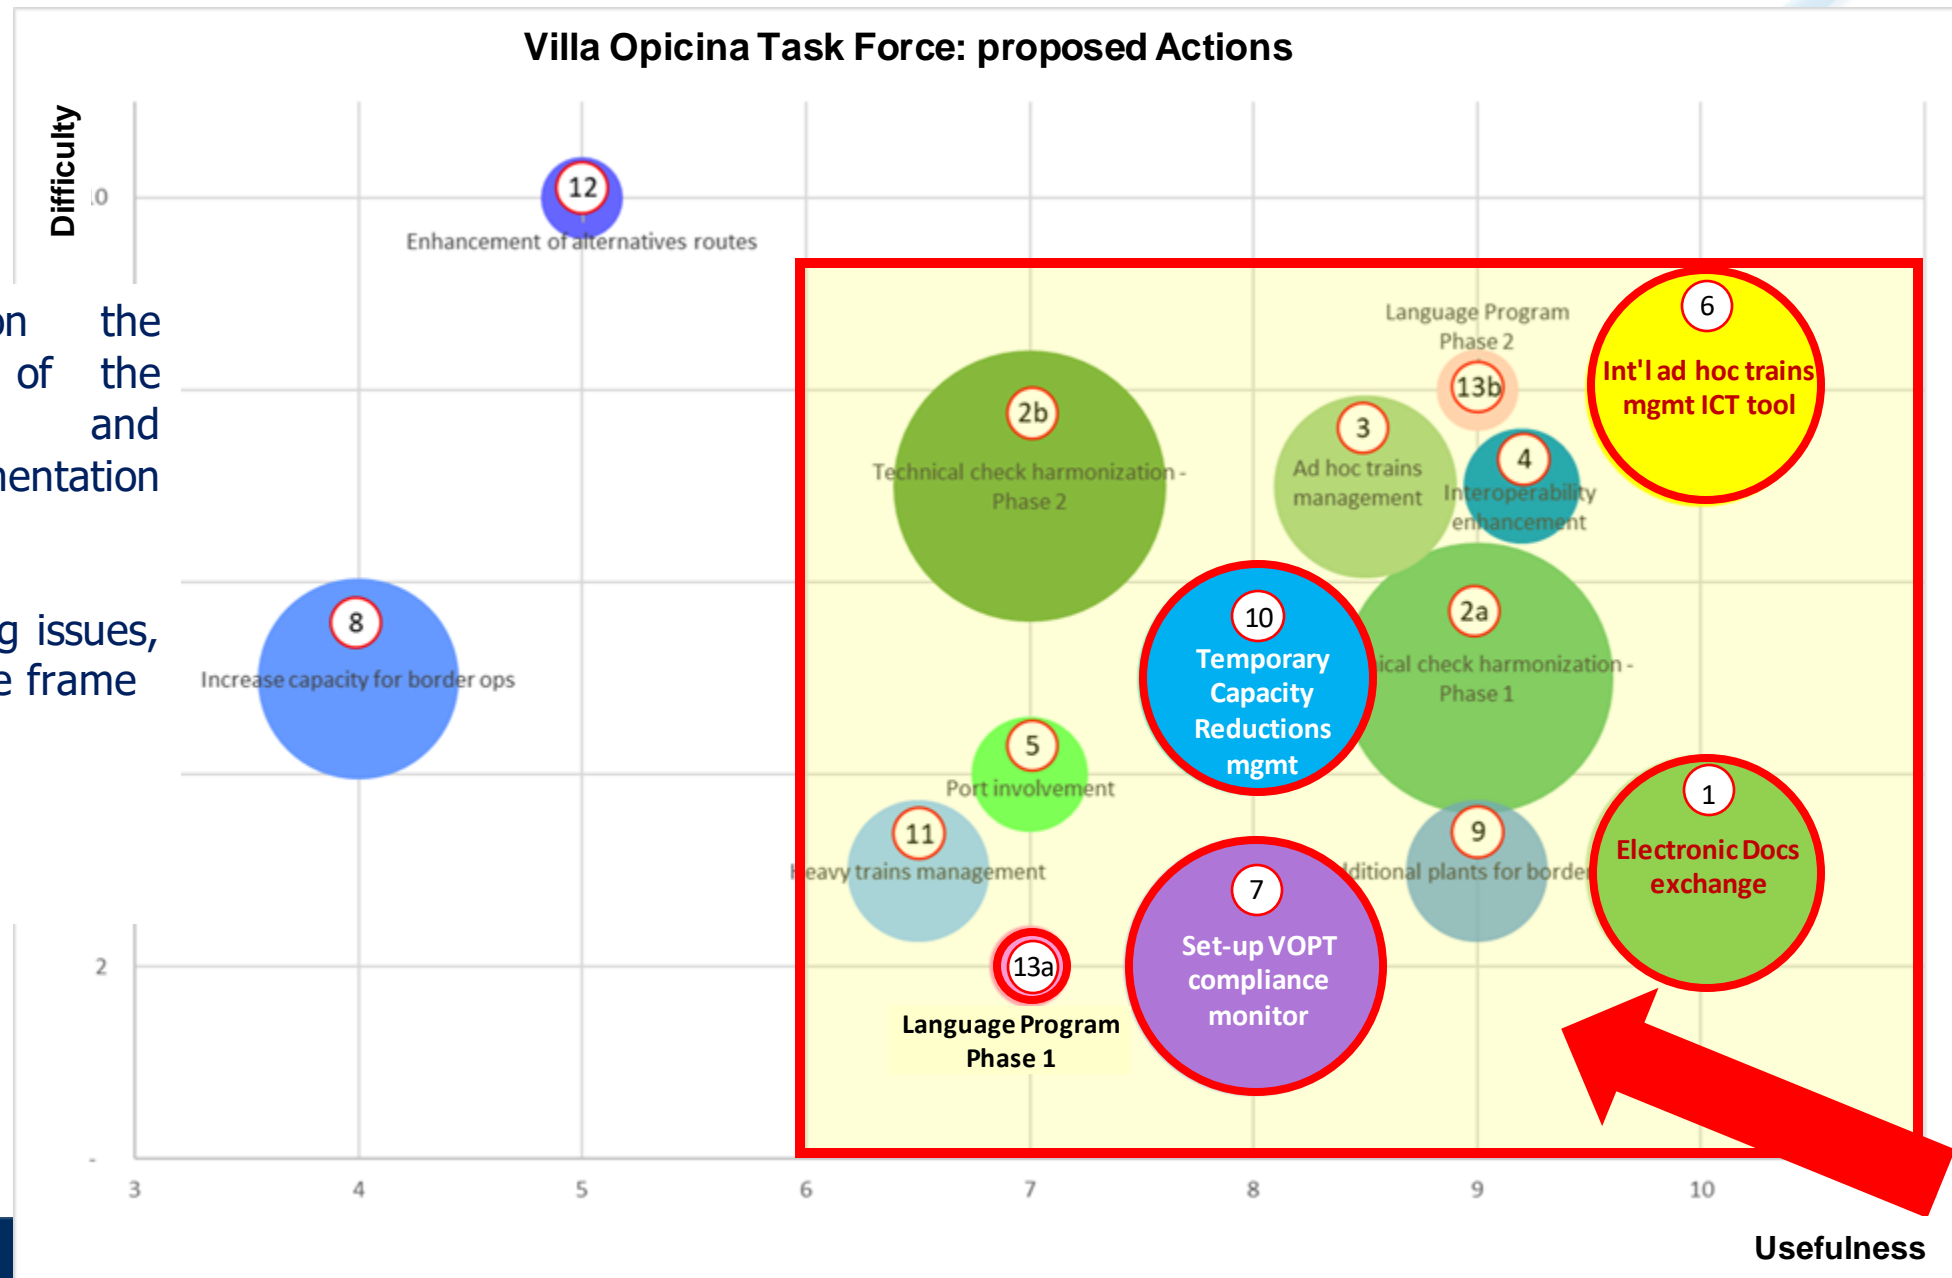 Villa Opicina Task Force: proposed Actions
Difficulty
12
Enhancement of alternatives routes
on the
of the
and
nentation
g issues,
e frame
8
Increase capacity for border ops
2b
Technical check harmonization -
Phase 2
3
Ad hoc trains
management
Language Program
Phase 2
13b
4
Interoperability
enhancement
6
Int'l ad hoc trains
mgmt ICT tool
10
Temporary
Capacity
Reductions
mgmt
2a
ical check harmonization -
Phase 1
5
Port involvement
11
Heavy trains management
9
ditional plants for border
1
Electronic Docs
exchange
7
Set-up VOPT
compliance
monitor
13a
Language Program
Phase 1
.0
2
-
3 4 5 6 7 8 9 10
Usefulness